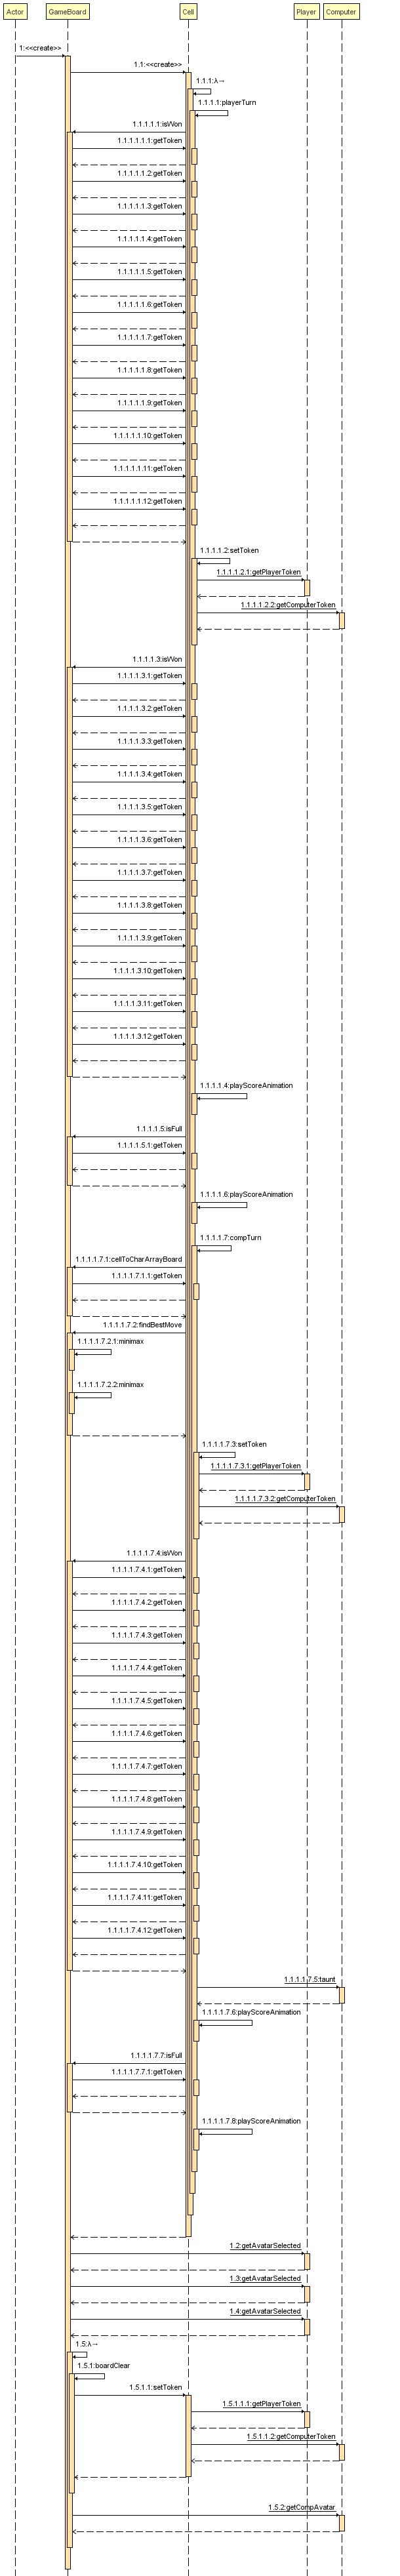 Actor GameBoard Cell Player Computer
1:<<create>>
1.1:<<create>>
1.1.1:λ→
1.1.1.1:playerTurn
1.1.1.1.1:isWon
1.1.1.1.1.1:getToken
1.1.1.1.1.2:getToken
1.1.1.1.1.3:getToken
1.1.1.1.1.4:getToken
1.1.1.1.1.5:getToken
1.1.1.1.1.6:getToken
1.1.1.1.1.7:getToken
1.1.1.1.1.8:getToken
1.1.1.1.1.9:getToken
1.1.1.1.1.10:getToken
1.1.1.1.1.11:getToken
1.1.1.1.1.12:getToken
1.1.1.1.2:setToken
1.1.1.1.2.1:getPlayerToken
1.1.1.1.2.2:getComputerToken
1.1.1.1.3:isWon
1.1.1.1.3.1:getToken
1.1.1.1.3.2:getToken
1.1.1.1.3.3:getToken
1.1.1.1.3.4:getToken
1.1.1.1.3.5:getToken
1.1.1.1.3.6:getToken
1.1.1.1.3.7:getToken
1.1.1.1.3.8:getToken
1.1.1.1.3.9:getToken
1.1.1.1.3.10:getToken
1.1.1.1.3.11:getToken
1.1.1.1.3.12:getToken
1.1.1.1.4:playScoreAnimation
1.1.1.1.5:isFull
1.1.1.1.5.1:getToken
1.1.1.1.6:playScoreAnimation
1.1.1.1.7:compTurn
1.1.1.1.7.1:cellToCharArrayBoard
1.1.1.1.7.1.1:getToken
1.1.1.1.7.2:findBestMove
1.1.1.1.7.2.1:minimax
1.1.1.1.7.2.2:minimax
1.1.1.1.7.3:setToken
1.1.1.1.7.3.1:getPlayerToken
1.1.1.1.7.3.2:getComputerToken
1.1.1.1.7.4:isWon
1.1.1.1.7.4.1:getToken
1.1.1.1.7.4.2:getToken
1.1.1.1.7.4.3:getToken
1.1.1.1.7.4.4:getToken
1.1.1.1.7.4.5:getToken
1.1.1.1.7.4.6:getToken
1.1.1.1.7.4.7:getToken
1.1.1.1.7.4.8:getToken
1.1.1.1.7.4.9:getToken
1.1.1.1.7.4.10:getToken
1.1.1.1.7.4.11:getToken
1.1.1.1.7.4.12:getToken
1.1.1.1.7.5:taunt
1.1.1.1.7.6:playScoreAnimation
1.1.1.1.7.7:isFull
1.1.1.1.7.7.1:getToken
1.1.1.1.7.8:playScoreAnimation
1.2:getAvatarSelected
1.3:getAvatarSelected
1.4:getAvatarSelected
1.5:λ→
1.5.1:boardClear
1.5.1.1:setToken
1.5.1.1.1:getPlayerToken
1.5.1.1.2:getComputerToken
1.5.2:getCompAvatar